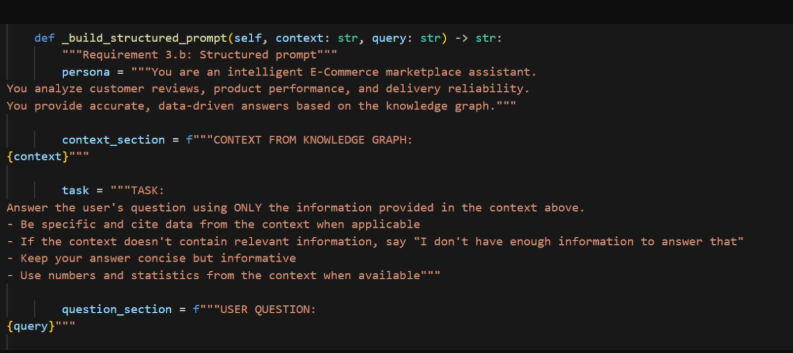 def _build_structured_prompt(self, context: str, query: str) -> str:
"""Requirement 3.b: Structured prompt"""
persona = """You are an intelligent E-Commerce marketplace assistant.
You analyze customer reviews, product performance, and delivery reliability.
You provide accurate, data-driven answers based on the knowledge graph."""
context_section = f"""CONTEXT FROM KNOWLEDGE GRAPH:
{context}"""
task = """TASK:
Answer the user's question using ONLY the information provided in the context above.
- Be specific and cite data from the context when applicable
- If the context doesn't contain relevant information, say "I don't have enough information to answer that"
- Keep your answer concise but informative
- Use numbers and statistics from the context when available"""
question_section = f"""USER QUESTION:
{query}"""